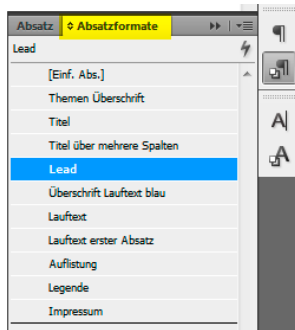 Absatz Absatzformate
Lead
[Einf. Abs.]
Themen Überschrift
Titel
Titel über mehrere Spalten
Lead
Überschrift Lauftext blau
Lauftext
Lauftext erster Absatz
Auflistung
Legende
Impressum